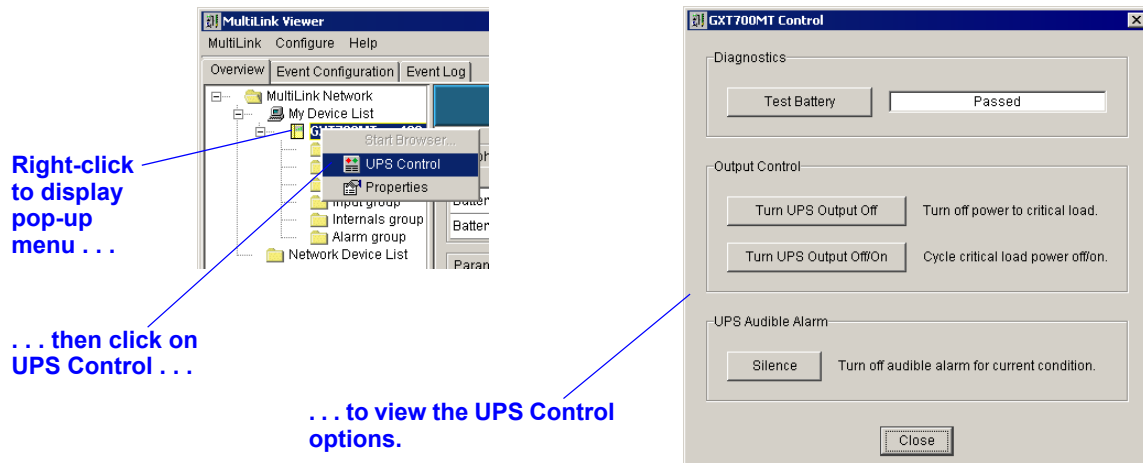 MultiLink Viewer
MultiLink Configure Help
Overview Event Configuration Event Log
MultiLink Network
My Device List
Start Browser...
UPS Control
Properties
Input group
Internals group
Alarm group
Network Device List
Batter
Paran
Right-click
to display
pop-up
menu . . .
. . . then click on
UPS Control . . .
. . . to view the UPS Control
options.
GXT700MT Control
Diagnostics
Test Battery Passed
Output Control
Turn UPS Output Off Turn off power to critical load.
Turn UPS Output Off/On Cycle critical load power off/on.
UPS Audible Alarm
Silence Turn off audible alarm for current condition.
Close